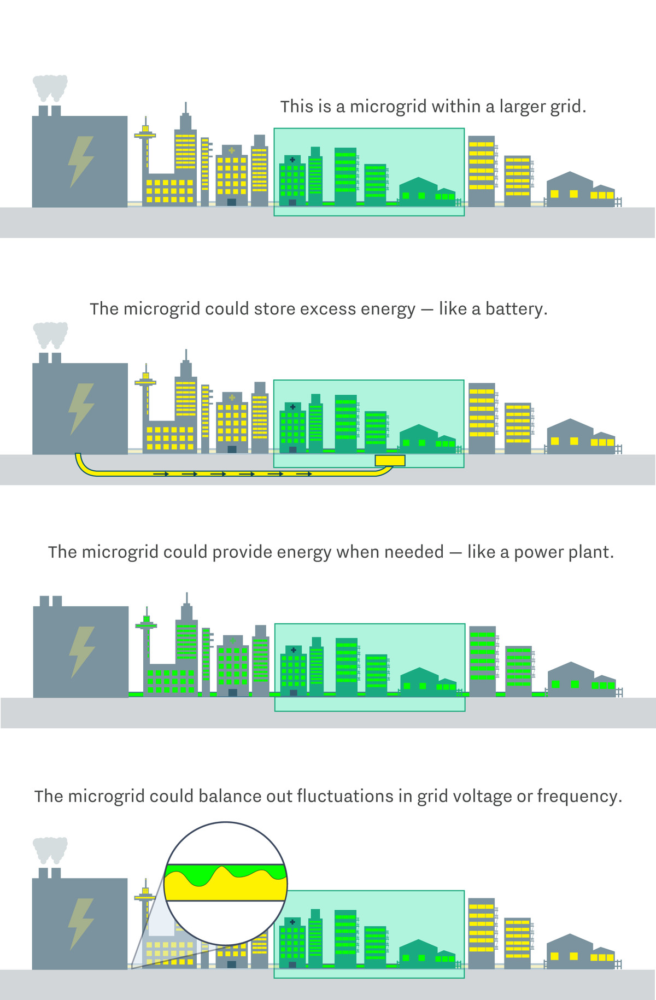 This is a microgrid within a larger grid.
The microgrid could store excess energy — like a battery.
The microgrid could provide energy when needed — like a power plant.
The microgrid could balance out fluctuations in grid voltage or frequency.